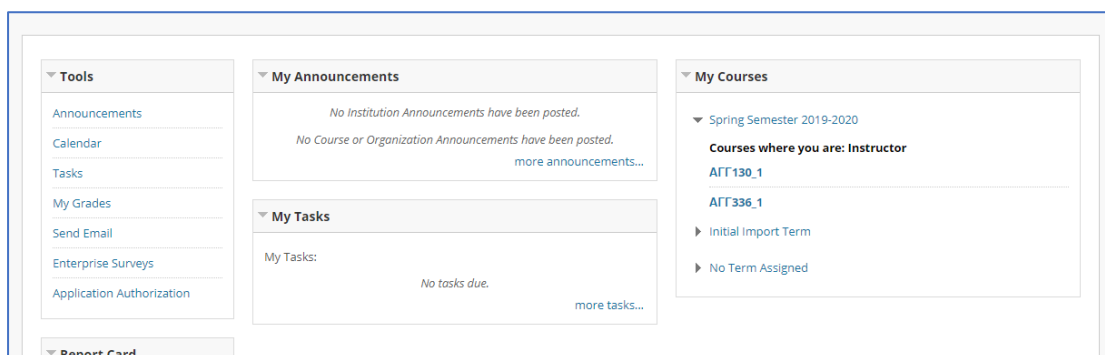 Tools
Announcements
Calendar
Tasks
My Grades
Send Email
Enterprise Surveys
Application Authorization
Report Card
My Announcements
No Institution Announcements have been posted.
No Course or Organization Announcements have been posted.
more announcements...
My Tasks
My Tasks:
No tasks due.
more tasks...
My Courses
Spring Semester 2019-2020
Courses where you are: Instructor
ΑΓΓ130_1
ΑΓΓ336_1
Initial Import Term
No Term Assigned